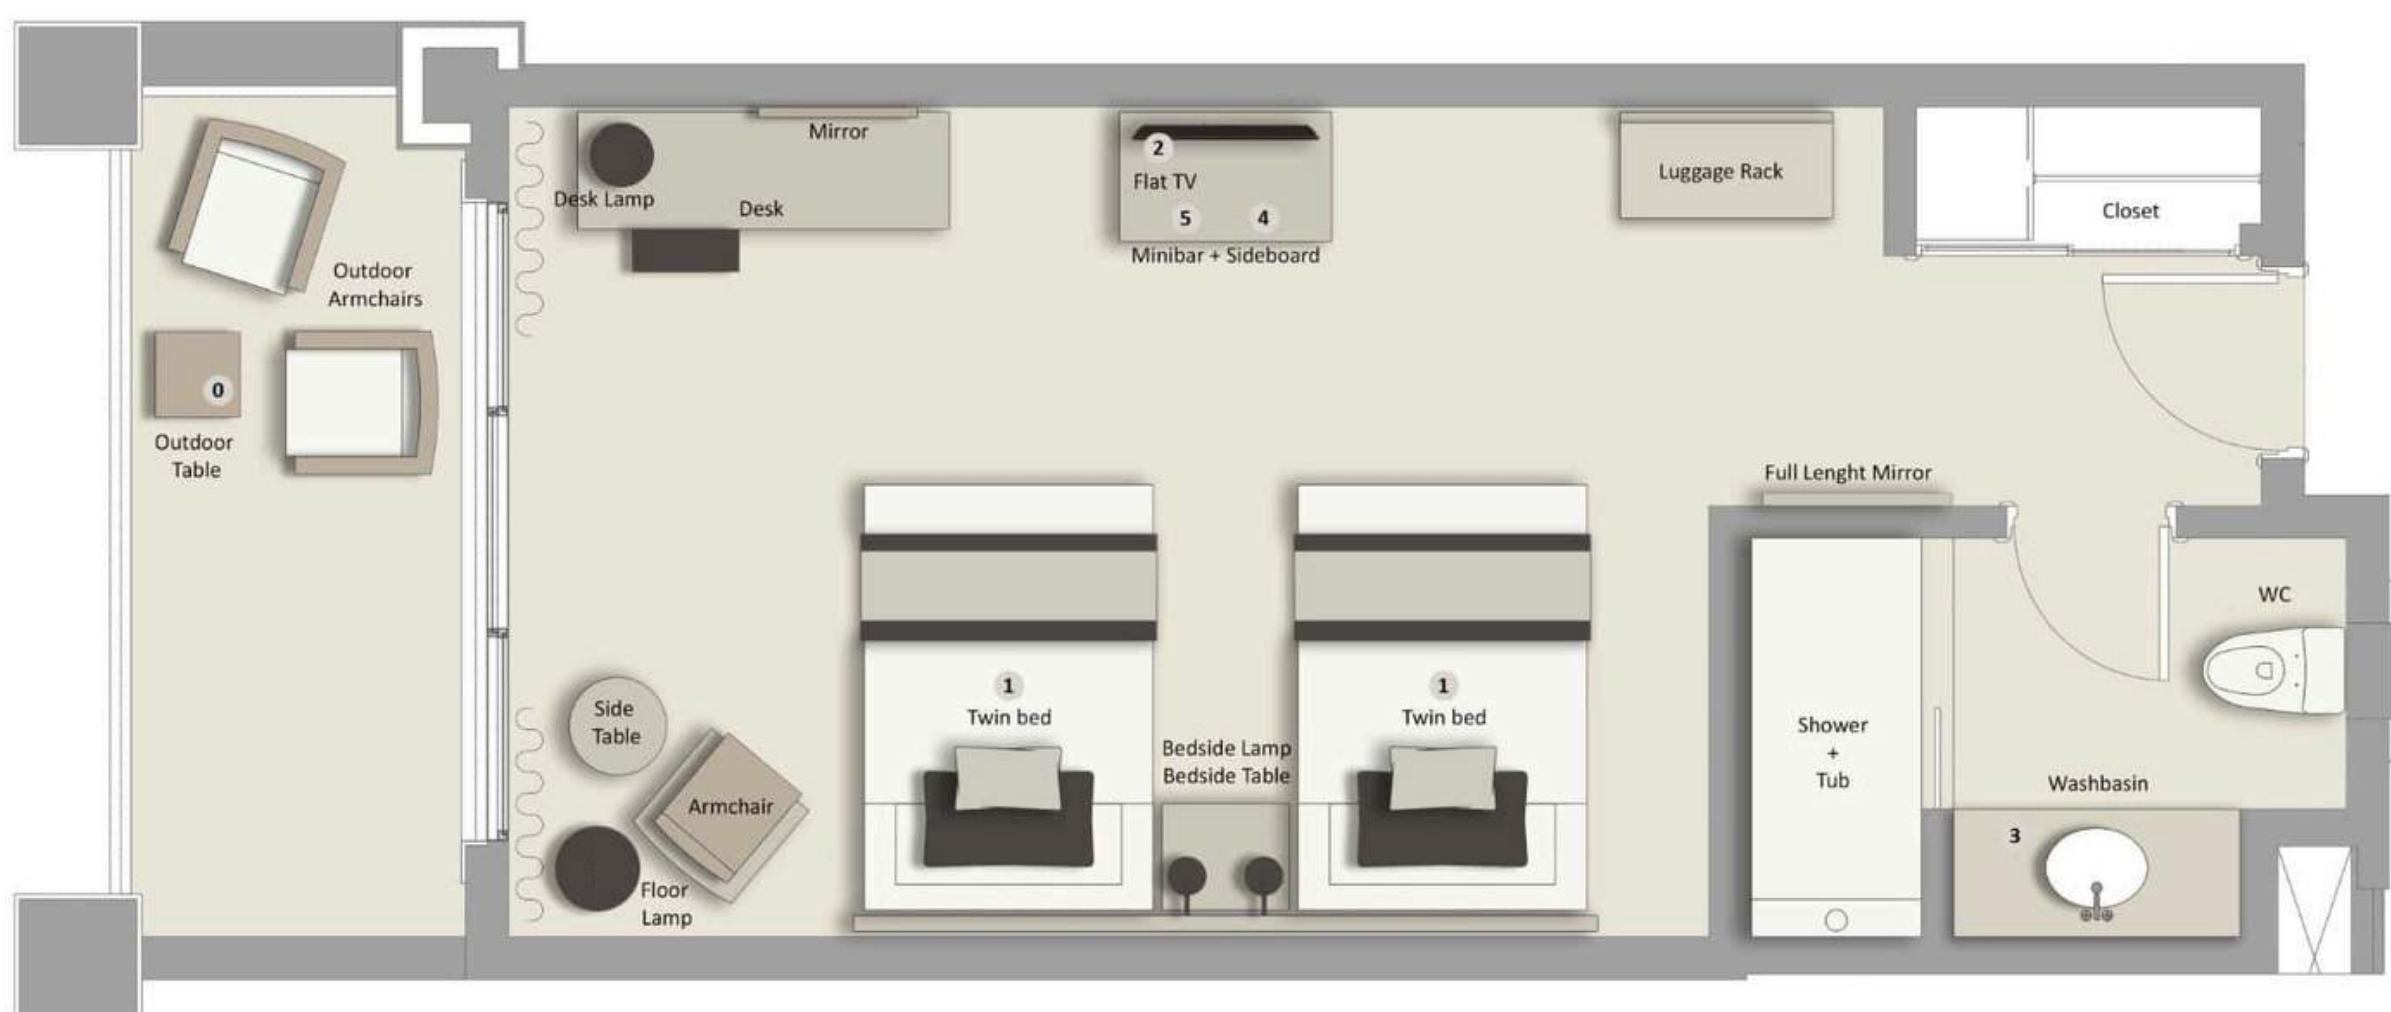 Mirror
Desk Lamp
Desk
2
Flat TV
5 4
Minibar + Sideboard
Luggage Rack
Closet
Outdoor
Armchairs
0
Outdoor
Table
Full Lenght Mirror
WC
1
Twin bed
1
Twin bed
Side
Table
Armchair
Floor
Lamp
Bedside Lamp
Bedside Table
Shower
+
Tub
Washbasin
3